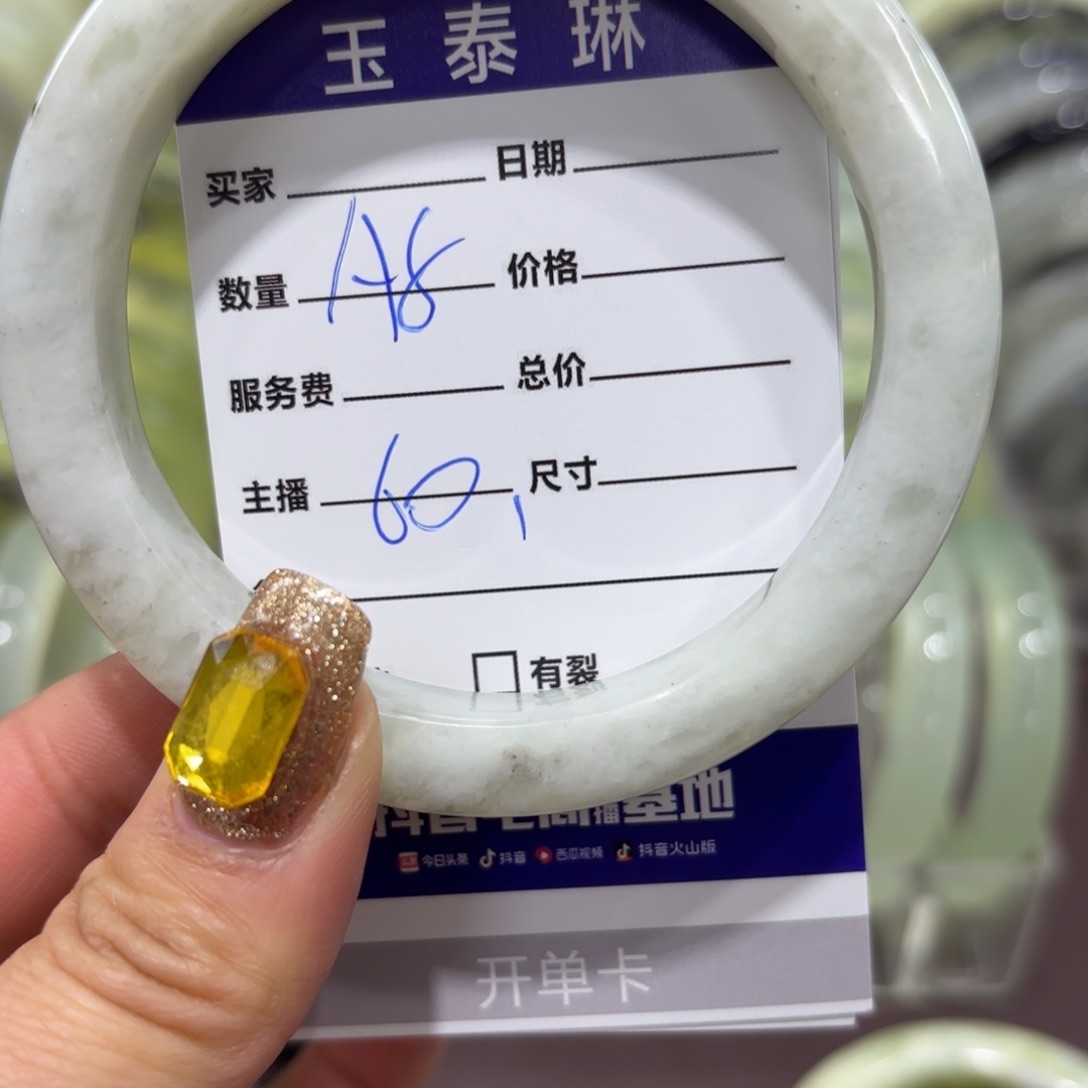 玉泰琳
买家 日期
数量 178 价格
服务费 总价
主播 60, 尺寸
有裂
抖音电商直播基地
今日头条 抖音 西瓜视频 抖音火山版
开单卡